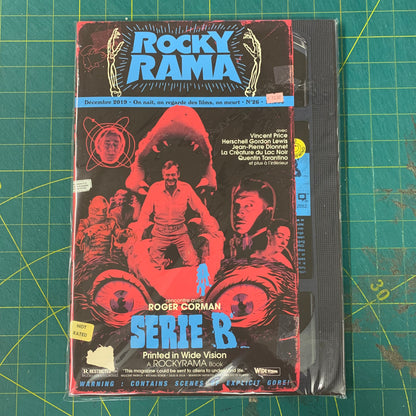 ROCKY
RAMA
Décembre 2019 - On naît, on regarde des films, on meurt - N°26 -
avec
Vincent Price
Herschell Gordon Lewis
Jean-Pierre Dionnet
La Créature du Lac Noir
Quentin Tarantino
et plus à l'intérieur
rencontre avec
ROGER CORMAN
SERIE B
NOT
RATED
Printed in Wide Vision
A ROCKYRAMA Book
"This magazine could be sent to aliens to understand life."
RESTRICTED
WARNING : CONTAINS SCENES OF EXPLICIT GORE!
30